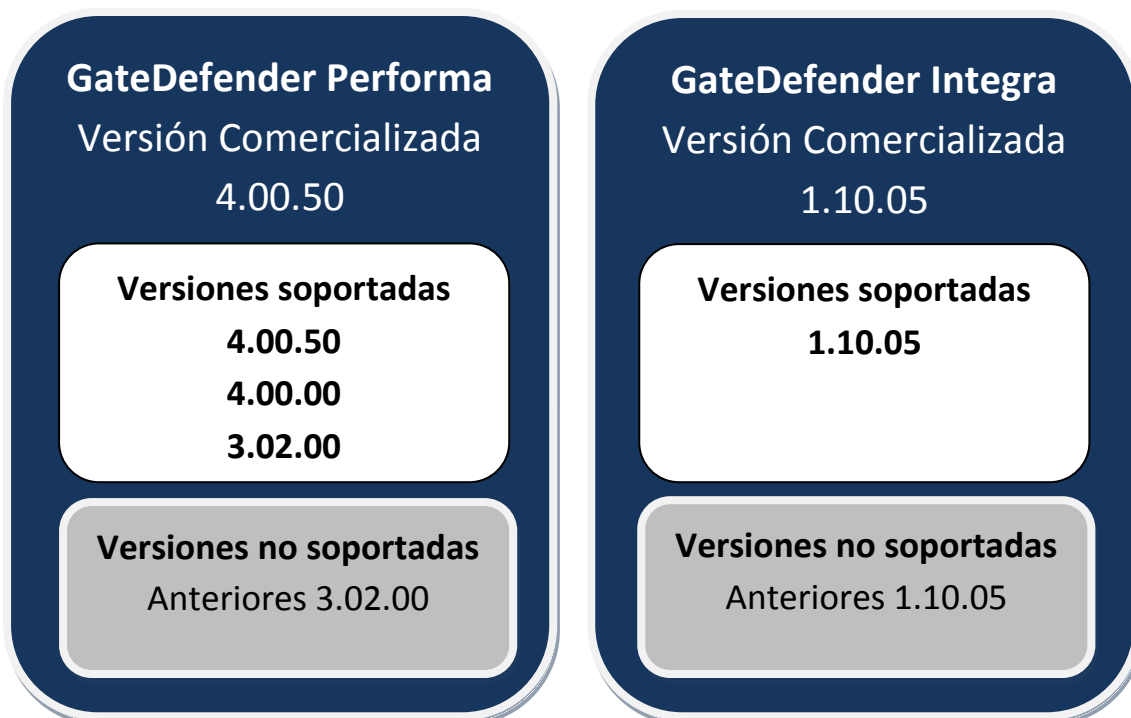 GateDefender Performa
Versión Comercializada
4.00.50
Versiones soportadas
4.00.50
4.00.00
3.02.00
Versiones no soportadas
Anteriores 3.02.00
GateDefender Integra
Versión Comercializada
1.10.05
Versiones soportadas
1.10.05
Versiones no soportadas
Anteriores 1.10.05